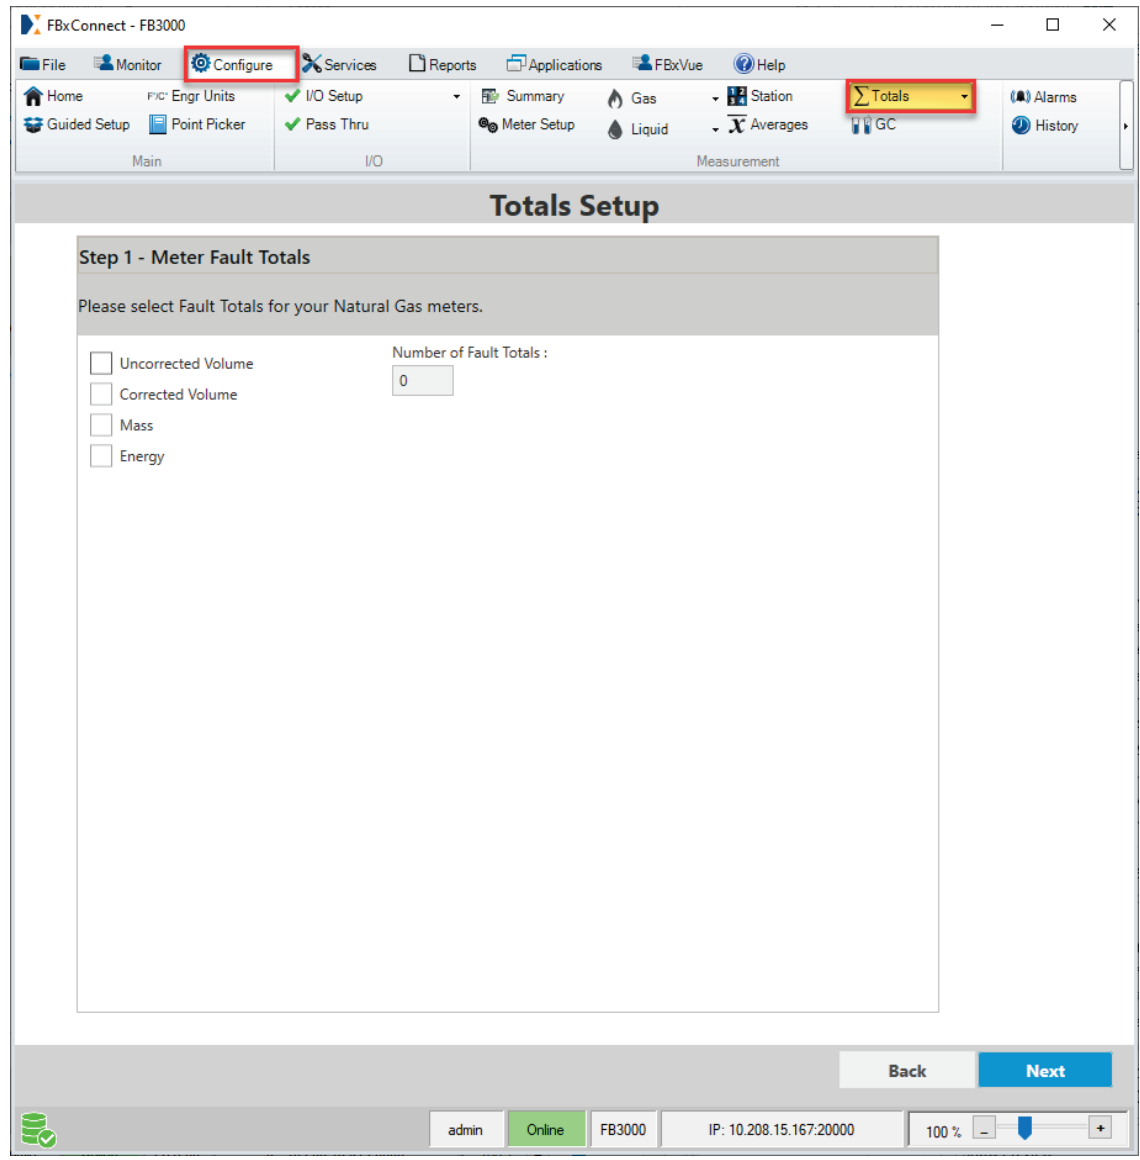 FBxConnect - FB3000
File Monitor Configure Services Reports Applications FBxVue Help
Home Engr Units I/O Setup Summary Gas Station Totals Alarms
Guided Setup Point Picker Pass Thru Meter Setup Liquid Averages GC History
Main I/O Measurement
Totals Setup
Step 1 - Meter Fault Totals
Please select Fault Totals for your Natural Gas meters.
Uncorrected Volume
Number of Fault Totals :
Corrected Volume
0
Mass
Energy
Back Next
admin Online FB3000 IP: 10.208.15.167:20000 100 % - +